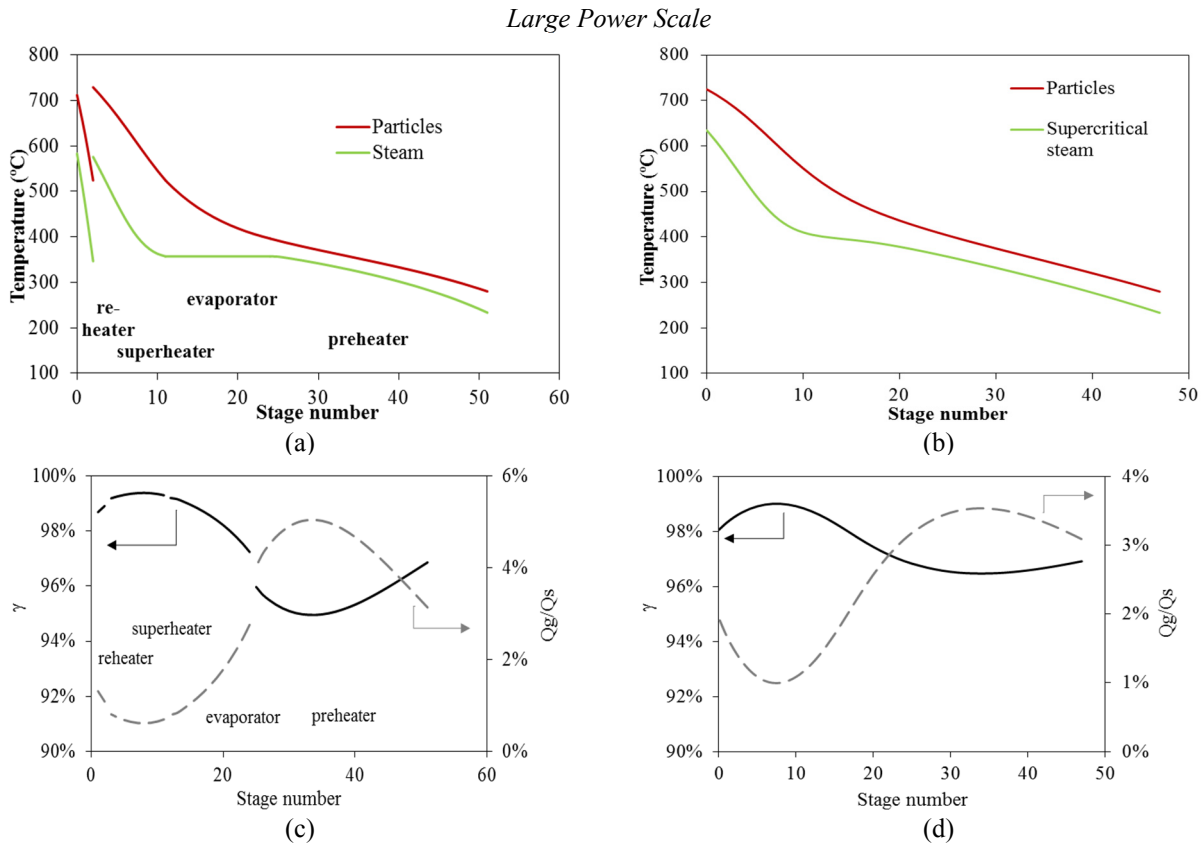 Large Power Scale
800
700
600
500
400
300
200
100
Temperature (ºC)
Particles
Steam
re-
heater
superheater
evaporator
preheater
0
10
20
30
40
50
60
Stage number
(a)
800
700
600
500
400
300
200
100
Temperature (ºC)
Particles
Supercritical
steam
0
10
20
30
40
50
Stage number
(b)
100%
98%
96%
94%
92%
90%
γ
6%
4%
2%
0%
Qg/Qs
superheater
reheater
evaporator
preheater
0
20
40
60
Stage number
(c)
100%
98%
96%
94%
92%
90%
γ
4%
3%
2%
1%
0%
Qg/Qs
0
10
20
30
40
50
Stage number
(d)